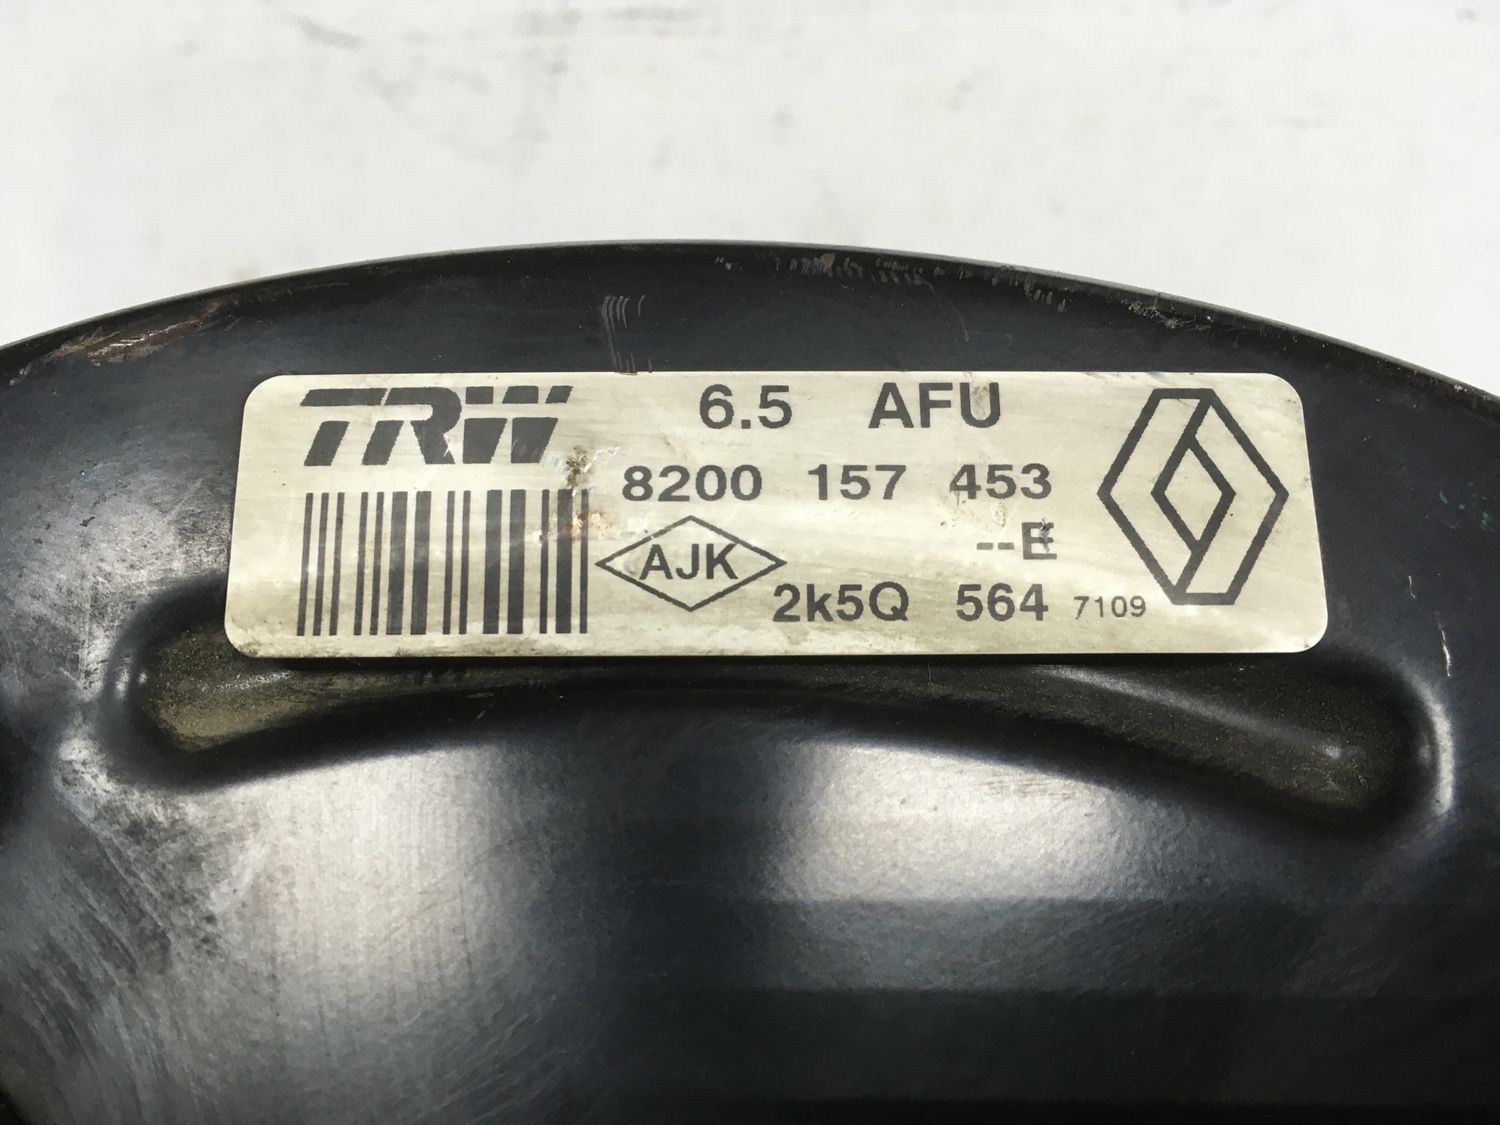 TRW 6.5 AFU
8200 157 453
--E
AJK
2k5Q 564 7109